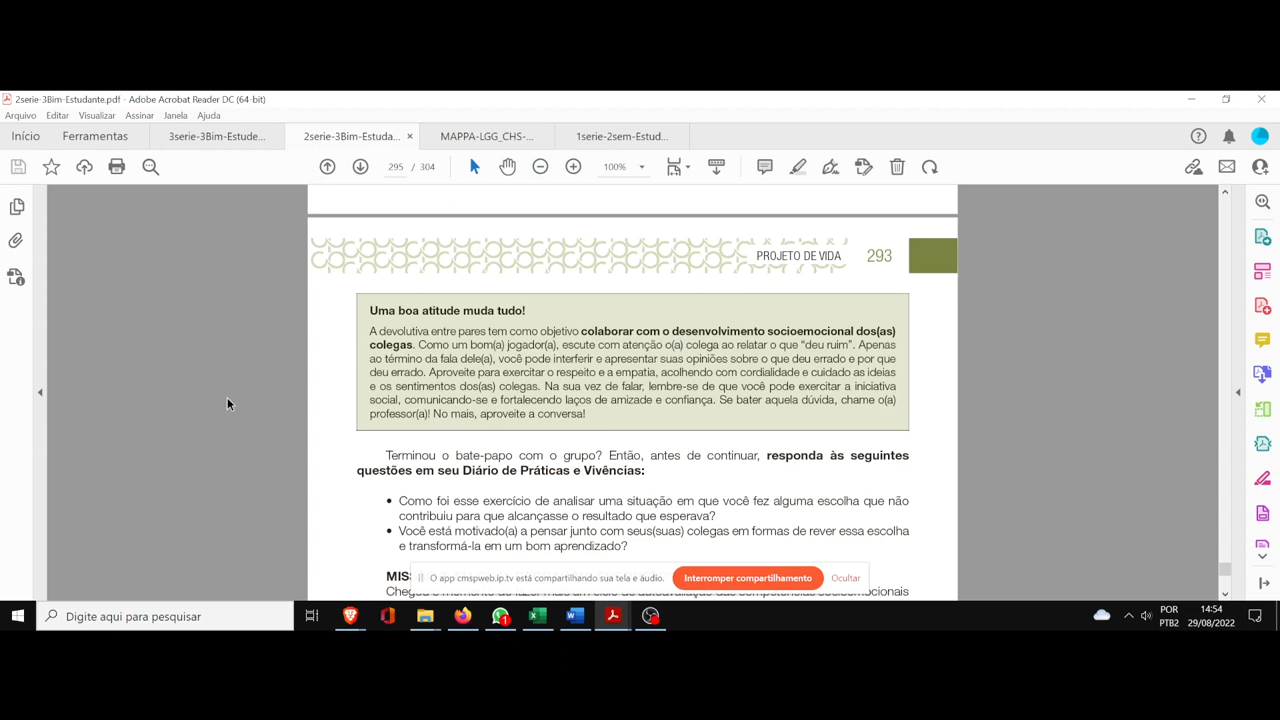 2serie-3Bim-Estudante.pdf - Adobe Acrobat Reader DC (64-bit)
Arquivo Editar Visualizar Assinar Janela Ajuda
Início Ferramentas 3serie-3Bim-Estude... 2serie-3Bim-Estuda... × MAPPA-LGG_CHS-... 1serie-2sem-Estud...
295 / 304 100%
PROJETO DE VIDA 293
Uma boa atitude muda tudo!
A devolutiva entre pares tem como objetivo colaborar com o desenvolvimento socioemocional dos(as)
colegas. Como um bom(a) jogador(a), escute com atenção o(a) colega ao relatar o que “deu ruim”. Apenas
ao término da fala dele(a), você pode interferir e apresentar suas opiniões sobre o que deu errado e por que
deu errado. Aproveite para exercitar o respeito e a empatia, acolhendo com cordialidade e cuidado as ideias
e os sentimentos dos(as) colegas. Na sua vez de falar, lembre-se de que você pode exercitar a iniciativa
social, comunicando-se e fortalecendo laços de amizade e confiança. Se bater aquela dúvida, chame o(a)
professor(a)! No mais, aproveite a conversa!
Terminou o bate-papo com o grupo? Então, antes de continuar, responda às seguintes
questões em seu Diário de Práticas e Vivências:
• Como foi esse exercício de analisar uma situação em que você fez alguma escolha que não
contribuiu para que alcançasse o resultado que esperava?
• Você está motivado(a) a pensar junto com seus(suas) colegas em formas de rever essa escolha
e transformá-la em um bom aprendizado?
MISS
O app cmspweb.ip.tv está compartilhando sua tela e áudio. Interromper compartilhamento Ocultar
Digite aqui para pesquisar
1
POR
PTB2
14:54
29/08/2022